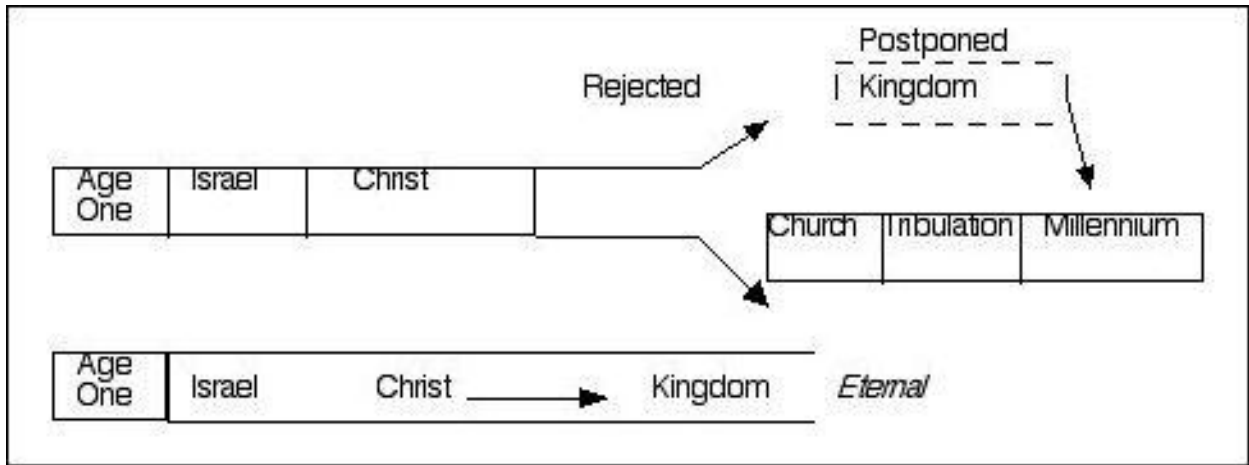 Postponed
Rejected
Kingdom
Age One
Israel
Christ
Church
Tribulation
Millennium
Age One
Israel
Christ
Kingdom
Eternal